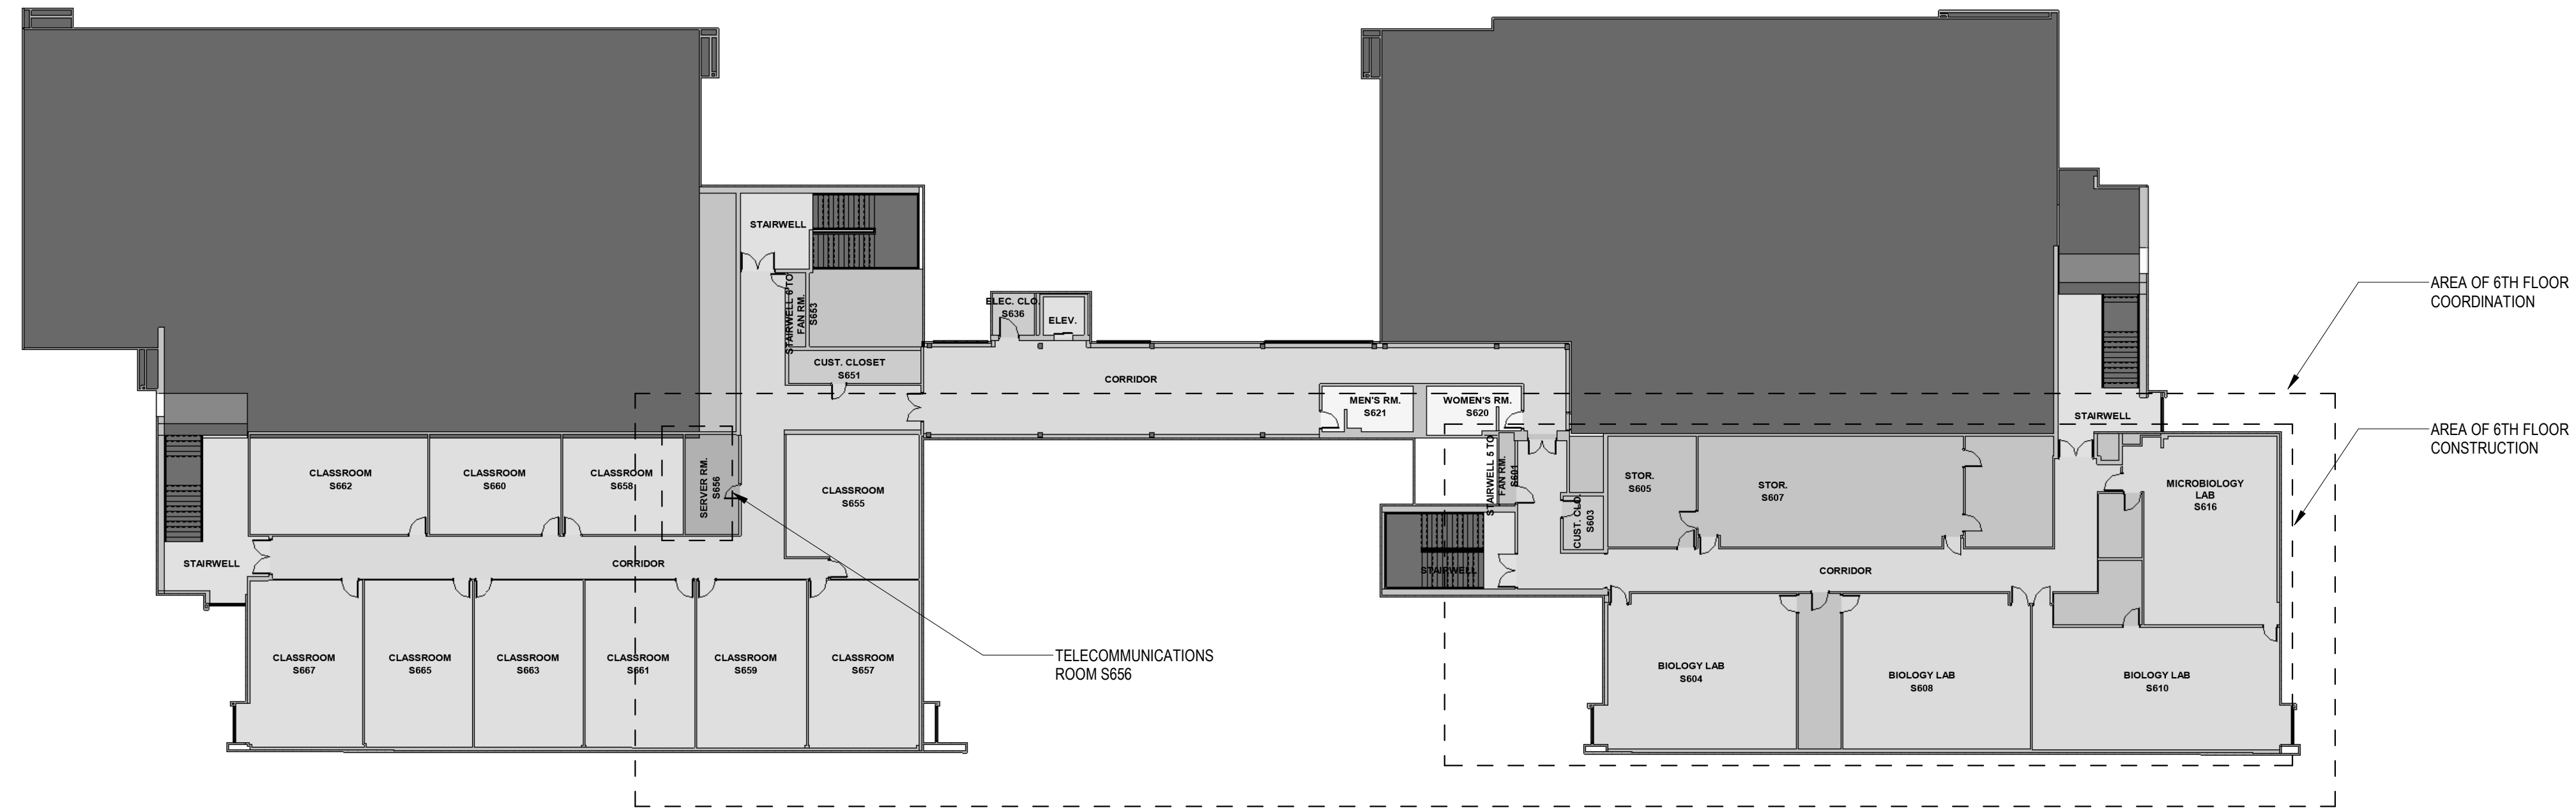 STAIRWELL
STAIRWELL 6 TO
FAN RM.
S653
ELEC. CLO.
S636
ELEV.
CUST. CLOSET
S651
CORRIDOR
MEN'S RM.
S621
WOMEN'S RM.
S620
STAIRWELL
AREA OF 6TH FLOOR
COORDINATION
AREA OF 6TH FLOOR
CONSTRUCTION
CLASSROOM
S662
CLASSROOM
S660
CLASSROOM
S658
SERVER RM.
S656
CLASSROOM
S655
STAIRWELL 5 TO
FAN RM.
S601
CUST. CLO.
S603
STOR.
S605
STOR.
S607
MICROBIOLOGY
LAB
S616
STAIRWELL
CORRIDOR
STAIRWELL
CORRIDOR
CLASSROOM
S667
CLASSROOM
S665
CLASSROOM
S663
CLASSROOM
S661
CLASSROOM
S659
CLASSROOM
S657
TELECOMMUNICATIONS
ROOM S656
BIOLOGY LAB
S604
BIOLOGY LAB
S608
BIOLOGY LAB
S610